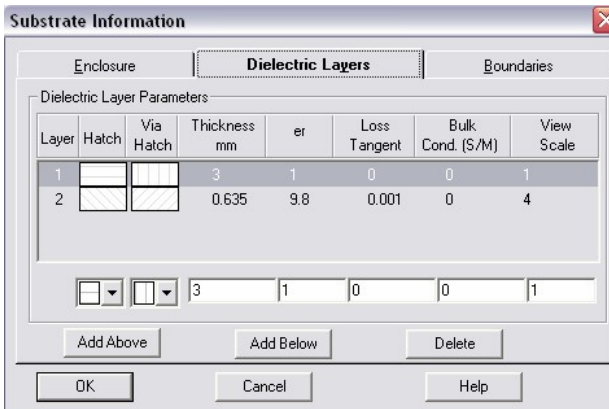 Substrate Information
Enclosure Dielectric Layers Boundaries
Dielectric Layer Parameters
Layer Hatch Via Hatch Thickness mm er Loss Tangent Bulk Cond. (S/M) View Scale
1 3 1 0 0 1
2 0.635 9.8 0.001 0 4
3 1 0 0 1
Add Above Add Below Delete
OK Cancel Help